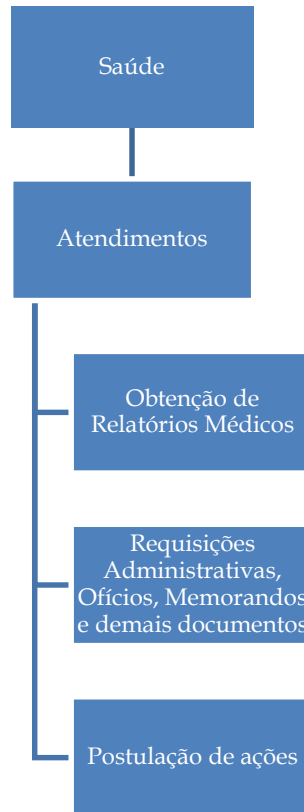 Saúde
Atendimentos
Obtenção de
Relatórios Médicos
Requisições
Administrativas,
Ofícios, Memorandos
e demais documentos
Postulação de ações